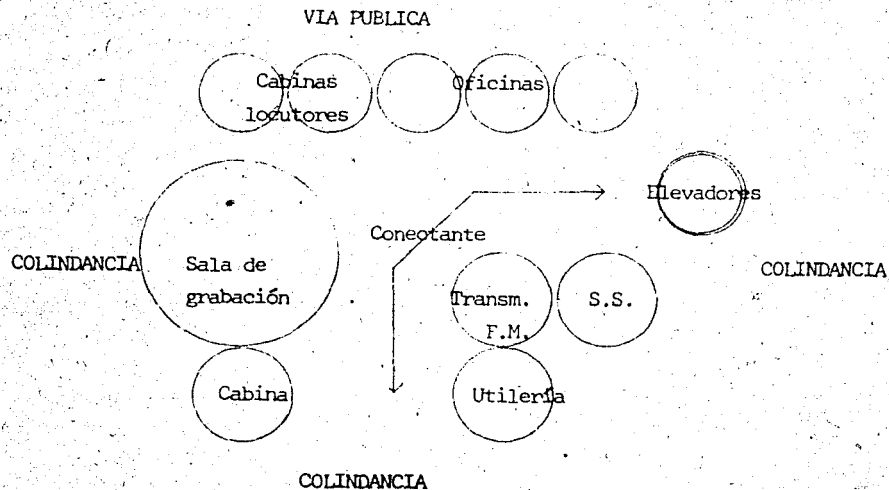 VIA PUBLICA
Cabinas
locutores
Oficinas
Elevadores
Conectante
COLINDANCIA
Sala de
grabación
COLINDANCIA
Transm.
F.M.
S.S.
Cabina
Utilería
COLINDANCIA